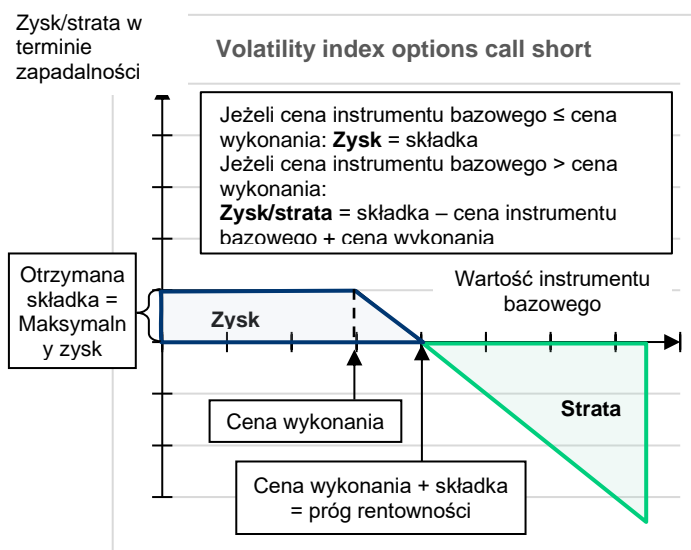 Zysk/strata w
terminie
zapadalności
Volatility index options call short
Jeżeli cena instrumentu bazowego ≤ cena
wykonania: Zysk = składka
Jeżeli cena instrumentu bazowego > cena
wykonania:
Zysk/strata = składka – cena instrumentu
bazowego + cena wykonania
Otrzymana
składka =
Maksymaln
y zysk
Wartość instrumentu
bazowego
Zysk
Strata
Cena wykonania
Cena wykonania + składka
= próg rentowności